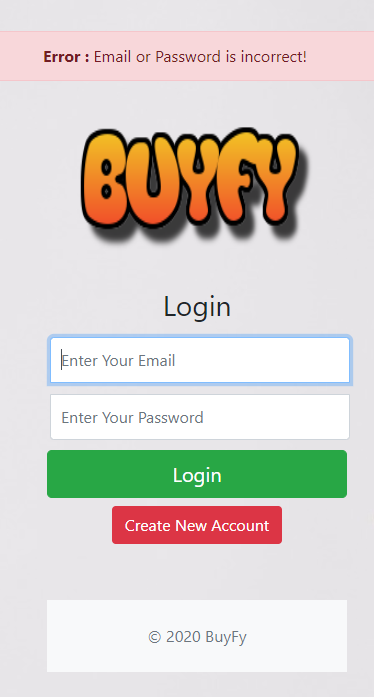 Error : Email or Password is incorrect!
BUYFY
Login
Enter Your Email
Enter Your Password
Login
Create New Account
© 2020 BuyFy